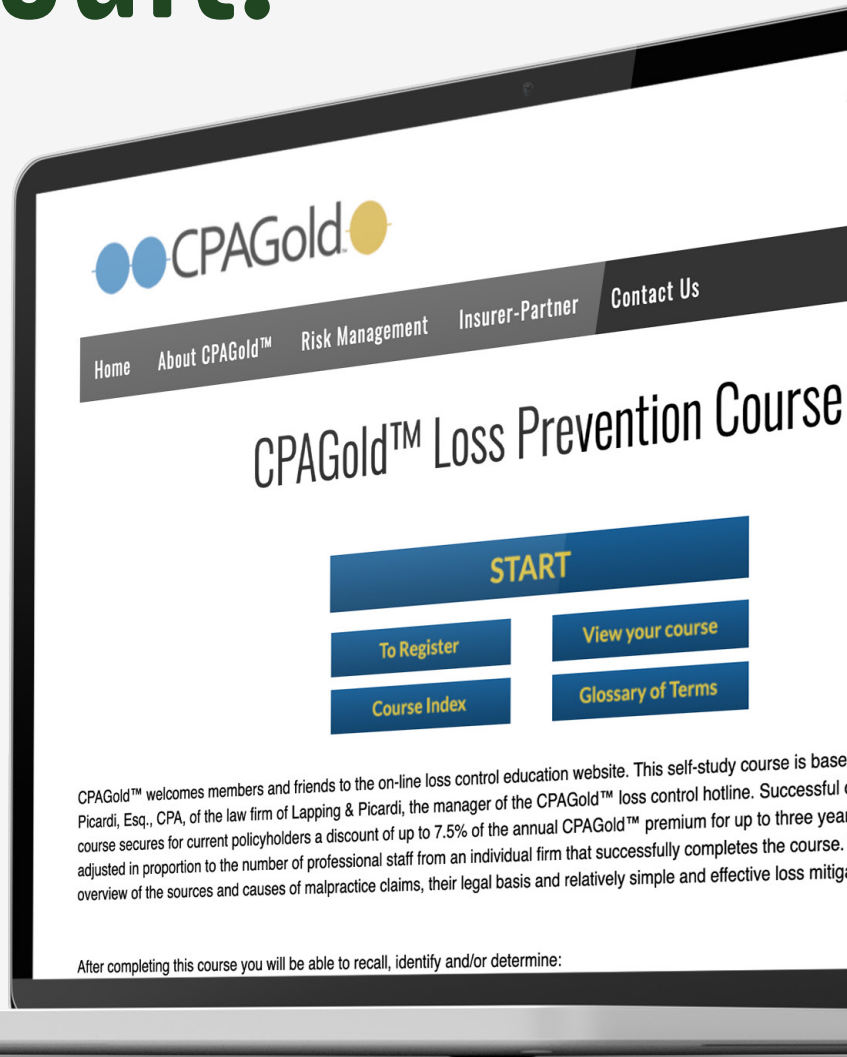 CPAGold™
Home About CPAGold™ Risk Management Insurer-Partner Contact Us
CPAGold™ Loss Prevention Course
START
To Register View your course
Course Index Glossary of Terms
CPAGold™ welcomes members and friends to the on-line loss control education website. This self-study course is
Picardi, Esq., CPA, of the law firm of Lapping & Picardi, the manager of the CPAGold™ loss control hotline. Successful
course secures for current policyholders a discount of up to 7.5% of the annual CPAGold™ premium for up to three
adjusted in proportion to the number of professional staff from an individual firm that successfully completes the course.
overview of the sources and causes of malpractice claims, their legal basis and relatively simple and effective loss
After completing this course you will be able to recall, identify and/or determine: